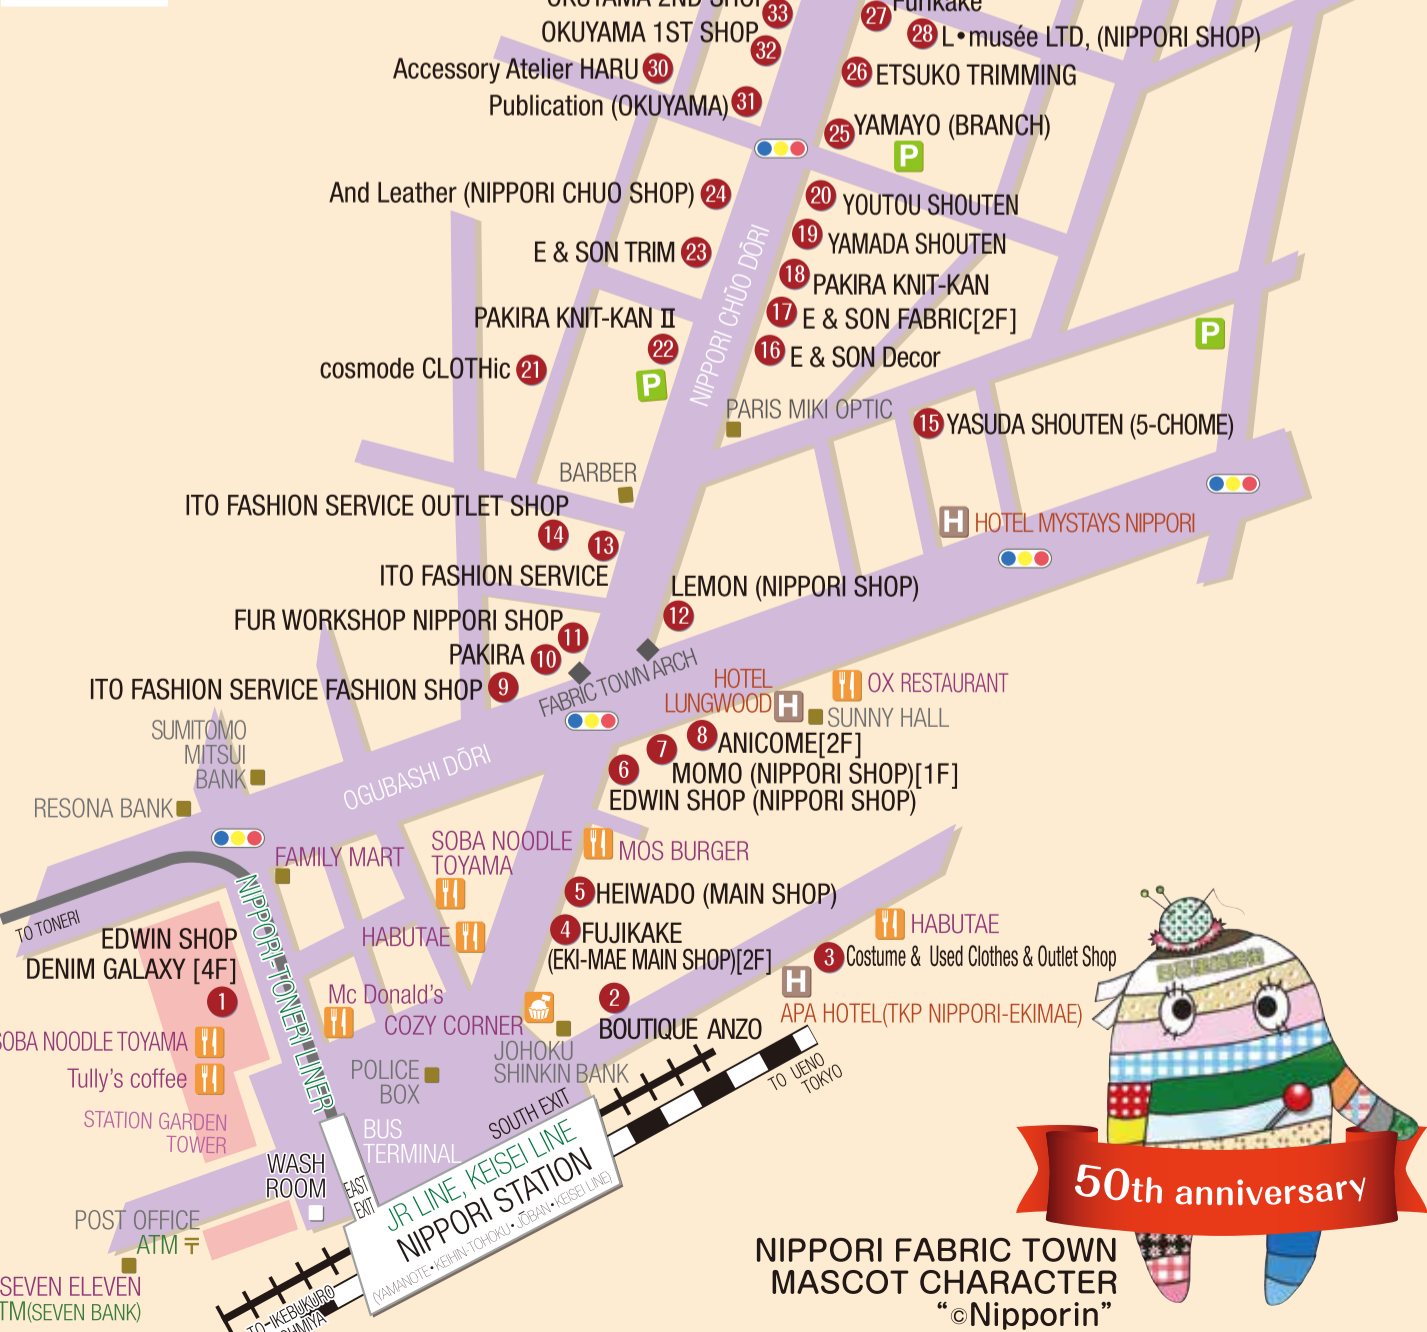 OKUYAMA 2ND SHOP 33
27 Furikake
OKUYAMA 1ST SHOP 32
28 L•musée LTD, (NIPPORI SHOP)
Accessory Atelier HARU 30
26 ETSUKO TRIMMING
Publication (OKUYAMA) 31
25 YAMAYO (BRANCH)
P
And Leather (NIPPORI CHUO SHOP) 24
20 YOUTOU SHOUTEN
19 YAMADA SHOUTEN
E & SON TRIM 23
18 PAKIRA KNIT-KAN
NIPPORI CHŪO DŌRI
17 E & SON FABRIC[2F]
PAKIRA KNIT-KAN II
22
16 E & SON Decor
P
cosmode CLOTHic 21
P
PARIS MIKI OPTIC
15 YASUDA SHOUTEN (5-CHOME)
BARBER
ITO FASHION SERVICE OUTLET SHOP
14
13
H HOTEL MYSTAYS NIPPORI
ITO FASHION SERVICE
LEMON (NIPPORI SHOP)
12
FUR WORKSHOP NIPPORI SHOP
11
PAKIRA 10
FABRIC TOWN ARCH
ITO FASHION SERVICE FASHION SHOP 9
HOTEL
LUNGWOOD H
OX RESTAURANT
SUNNY HALL
SUMITOMO
MITSUI
BANK
8 ANICOME[2F]
7
MOMO (NIPPORI SHOP)[1F]
6
EDWIN SHOP (NIPPORI SHOP)
OGUBASHI DŌRI
RESONA BANK
FAMILY MART
SOBA NOODLE
TOYAMA
MOS BURGER
5 HEIWADO (MAIN SHOP)
TO TONERI
NIPPORI-TONERI LINER
HABUTAE
4 FUJIKAKE
(EKI-MAE MAIN SHOP)[2F]
HABUTAE
3 Costume & Used Clothes & Outlet Shop
EDWIN SHOP
DENIM GALAXY [4F]
1
Mc Donald's
COZY CORNER
2
BOUTIQUE ANZO
H
APA HOTEL(TKP NIPPORI-EKIMAE)
SOBA NOODLE TOYAMA
Tully's coffee
POLICE
BOX
JOHOKU
SHINKIN BANK
TO UENO
TOKYO
STATION GARDEN
TOWER
BUS
TERMINAL
SOUTH EXIT
WASH
ROOM
EAST
EXIT
JR LINE, KEISEI LINE
NIPPORI STATION
(YAMANOTE•KEIHIN-TOHOKU•JŌBAN•KEISEI LINE)
POST OFFICE
ATM 〒
SEVEN ELEVEN
ATM(SEVEN BANK)
50th anniversary
NIPPORI FABRIC TOWN
MASCOT CHARACTER
“©Nipporin”